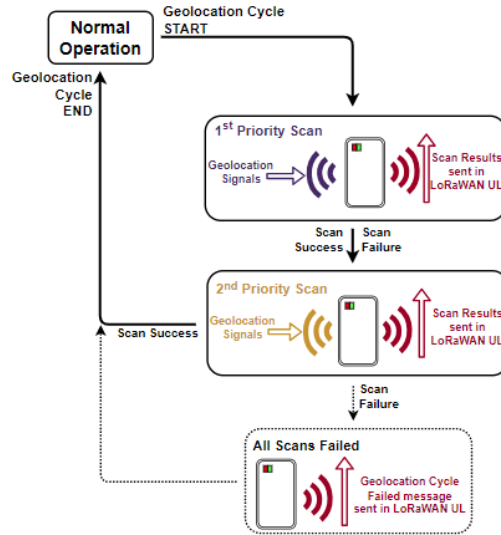 Normal
Operation
Geolocation Cycle
START
Geolocation
Cycle
END
1st Priority Scan
Geolocation
Signals
Scan Results
sent in
LoRaWAN UL
Scan
Success
Scan
Failure
2nd Priority Scan
Geolocation
Signals
Scan Results
sent in
LoRaWAN UL
Scan Success
Scan
Failure
All Scans Failed
Geolocation Cycle
Failed message
sent in LoRaWAN UL